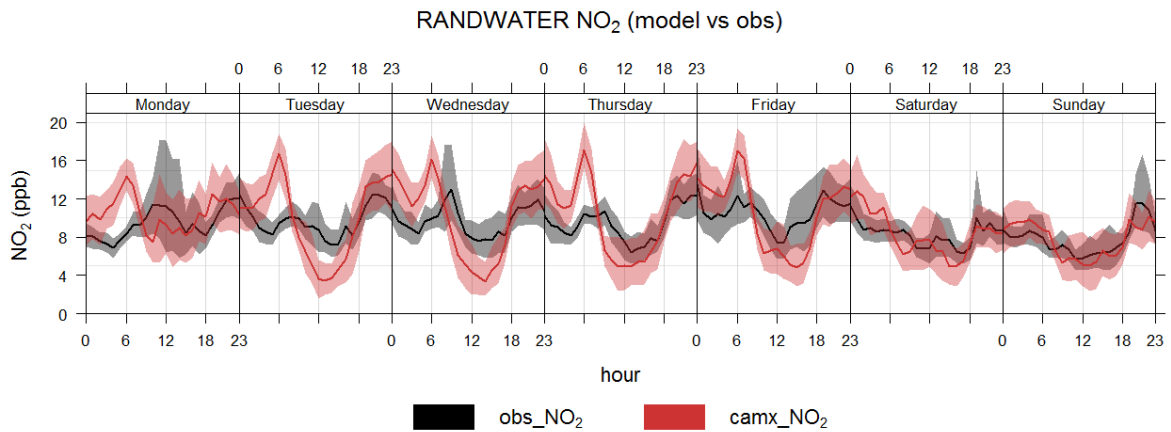 RANDWATER NO₂ (model vs obs)
0 6 12 18 23 0 6 12 18 23 0 6 12 18 23
Monday Tuesday Wednesday Thursday Friday Saturday Sunday
NO₂ (ppb)
20
16
12
8
4
0
0 6 12 18 23 0 6 12 18 23 0 6 12 18 23 0 6 12 18 23
hour
obs_NO₂ camx_NO₂